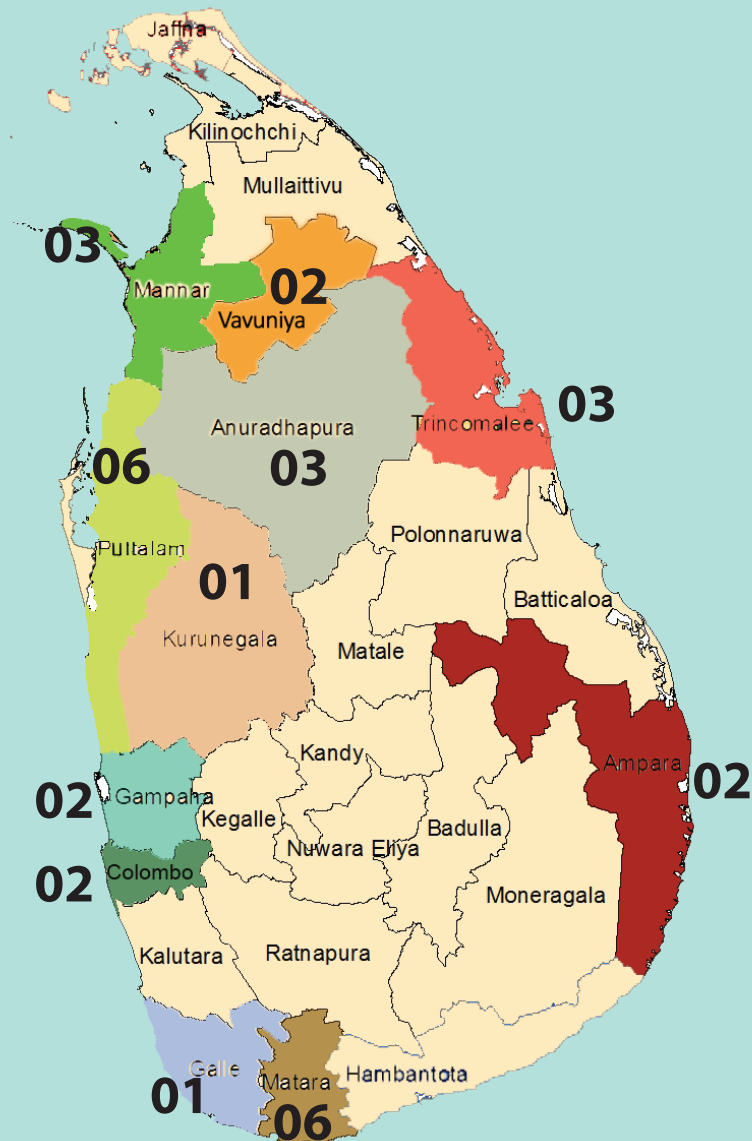 Jaffna
Kilinochchi
Mullaittivu
03
Mannar
02
Vavuniya
Anuradhapura
Trincomalee
03
06
03
Polonnaruwa
Puttalam
01
Batticaloa
Kurunegala
Matale
Kandy
Ampara
02
Gampaha
02
Kegalle
Badulla
Nuwara Eliya
Colombo
02
Moneragala
Kalutara
Ratnapura
Galle
01
Matara
06
Hambantota